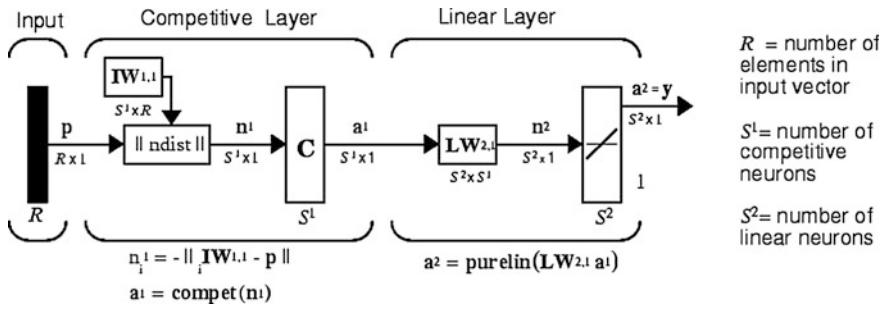 Input
Competitive Layer
Linear Layer
IW1,1
S1xR
p
Rx1
|| ndist ||
n1
S1x1
C
a1
S1x1
LW2,1
S2xS1
n2
S2x1
a2 = y
S2x1
1
R
S1
S2
ni1 = - || iIW1,1 - p ||
a1 = compet(n1)
a2 = purelin(LW2,1 a1)
R = number of
elements in
input vector
S1= number of
competitive
neurons
S2= number of
linear neurons